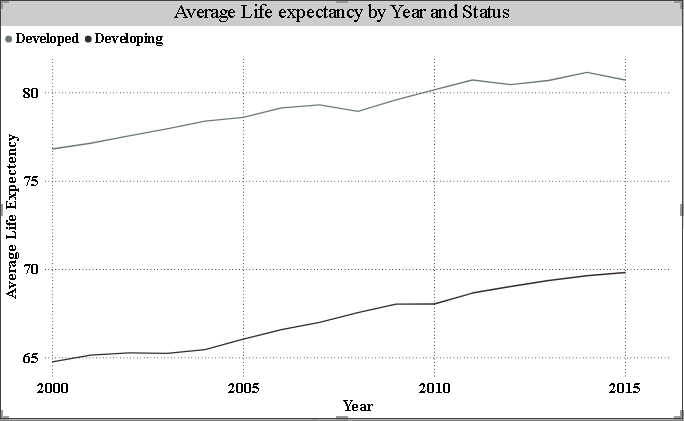 Average Life expectancy by Year and Status
Developed Developing
80
75
70
65
Average Life Expectency
2000 2005 2010 2015
Year